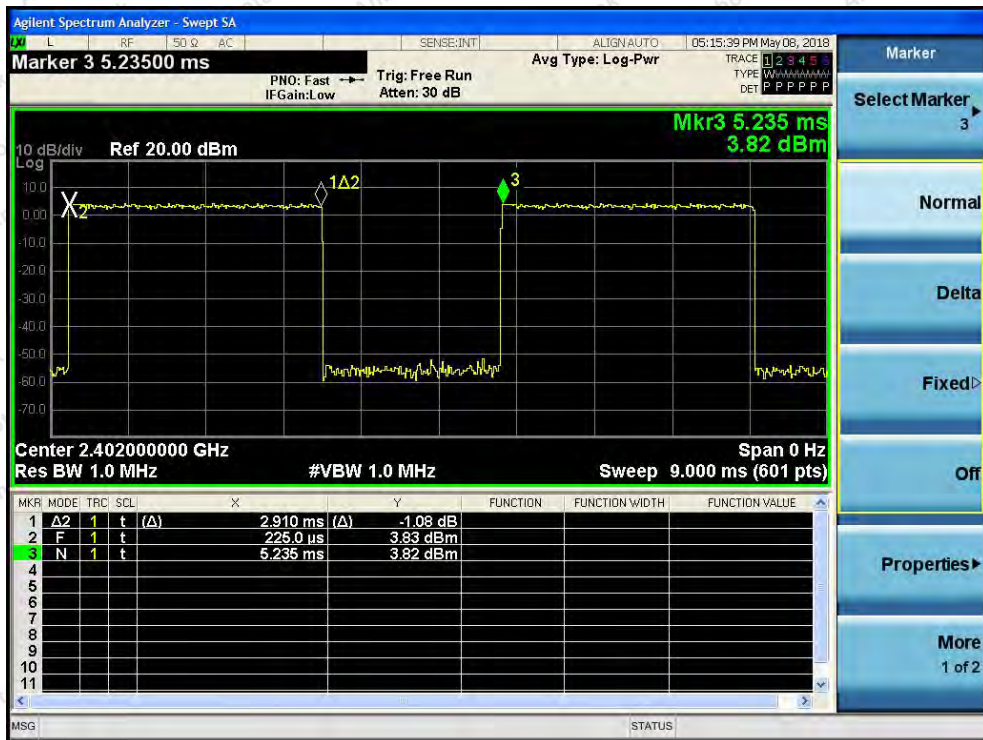 Agilent Spectrum Analyzer - Swept SA
LXI L RF 50 Ω AC SENSE:INT ALIGN AUTO 05:15:39 PM May 08, 2018
Marker 3 5.23500 ms
PNO: Fast Trig: Free Run
IFGain:Low Atten: 30 dB
Avg Type: Log-Pwr
TRACE 1 2 3 4 5 6
TYPE W
DET P P P P P P
Mkr3 5.235 ms
3.82 dBm
10 dB/div Ref 20.00 dBm
Log
10.0
0.00
-10.0
-20.0
-30.0
-40.0
-50.0
-60.0
-70.0
X2
1Δ2
3
Center 2.402000000 GHz Span 0 Hz
Res BW 1.0 MHz #VBW 1.0 MHz Sweep 9.000 ms (601 pts)
MKR MODE TRC SCL X Y FUNCTION FUNCTION WIDTH FUNCTION VALUE
1 Δ2 1 t (Δ) 2.910 ms (Δ) -1.08 dB
2 F 1 t 225.0 µs 3.83 dBm
3 N 1 t 5.235 ms 3.82 dBm
4
5
6
7
8
9
10
11
MSG STATUS
Marker
Select Marker
3
Normal
Delta
Fixed
Off
Properties
More
1 of 2